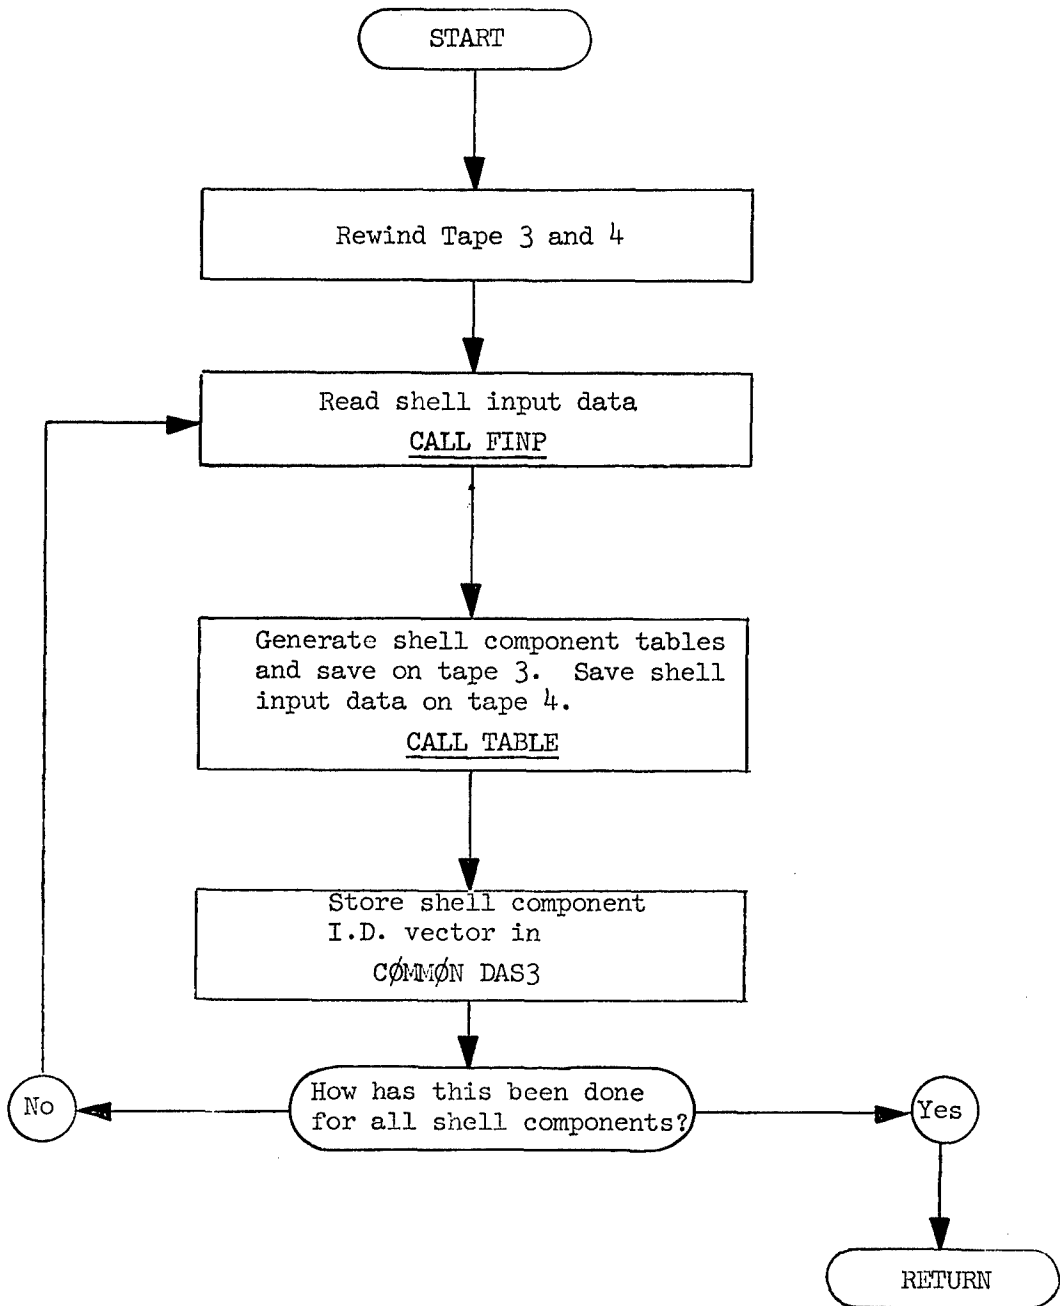 START
Rewind Tape 3 and 4
Read shell input data
CALL FINP
Generate shell component tables
and save on tape 3. Save shell
input data on tape 4.
CALL TABLE
Store shell component
I.D. vector in
CØMMØN DAS3
How has this been done
for all shell components?
No
Yes
RETURN